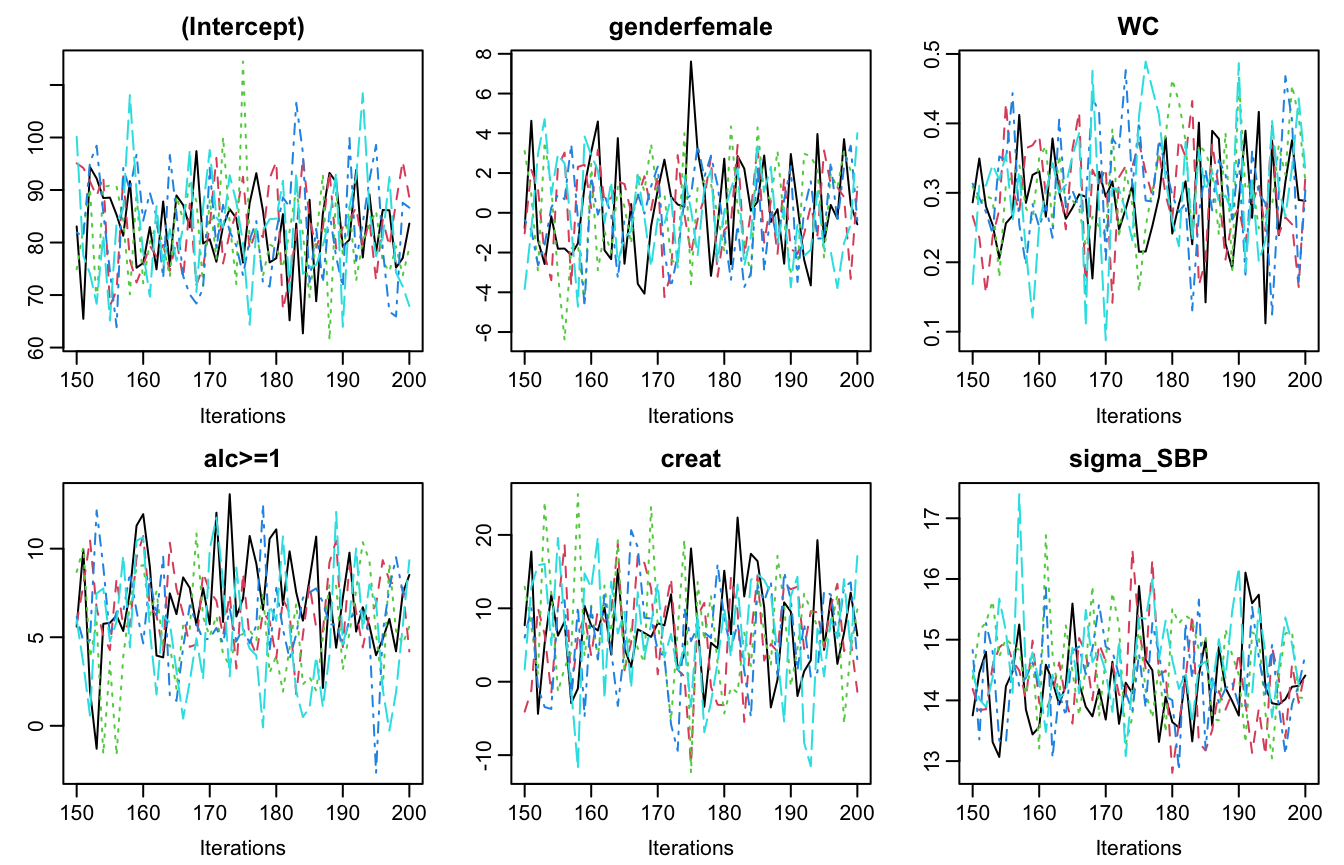 (Intercept)
60 70 80 90 100
150 160 170 180 190 200
Iterations
genderfemale
-6 -4 -2 0 2 4 6 8
150 160 170 180 190 200
Iterations
WC
0.1 0.2 0.3 0.4 0.5
150 160 170 180 190 200
Iterations
alc>=1
0 5 10
150 160 170 180 190 200
Iterations
creat
-10 0 10 20
150 160 170 180 190 200
Iterations
sigma_SBP
13 14 15 16 17
150 160 170 180 190 200
Iterations